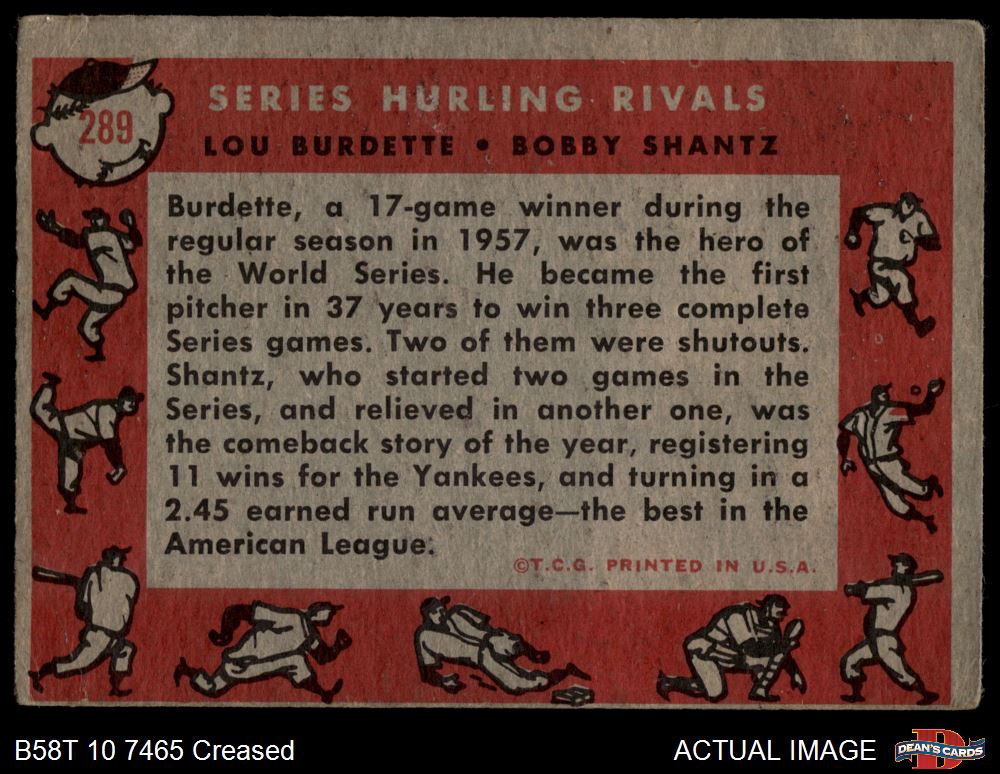 289
SERIES HURLING RIVALS
LOU BURDETTE • BOBBY SHANTZ
Burdette, a 17-game winner during the
regular season in 1957, was the hero of
the World Series. He became the first
pitcher in 37 years to win three complete
Series games. Two of them were shutouts.
Shantz, who started two games in the
Series, and relieved in another one, was
the comeback story of the year, registering
11 wins for the Yankees, and turning in a
2.45 earned run average—the best in the
American League.
©T.C.G. PRINTED IN U.S.A.
B58T 10 7465 Creased
ACTUAL IMAGE
D
DEAN'S CARDS